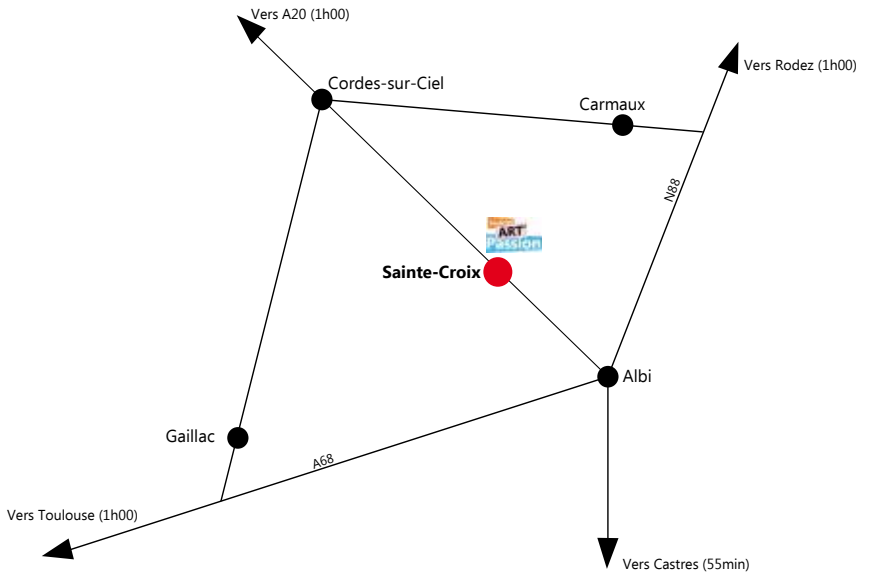 Vers A20 (1h00)
Vers Rodez (1h00)
Cordes-sur-Ciel
Carmaux
N88
ART
Passion
Sainte-Croix
Albi
Gaillac
A68
Vers Toulouse (1h00)
Vers Castres (55min)